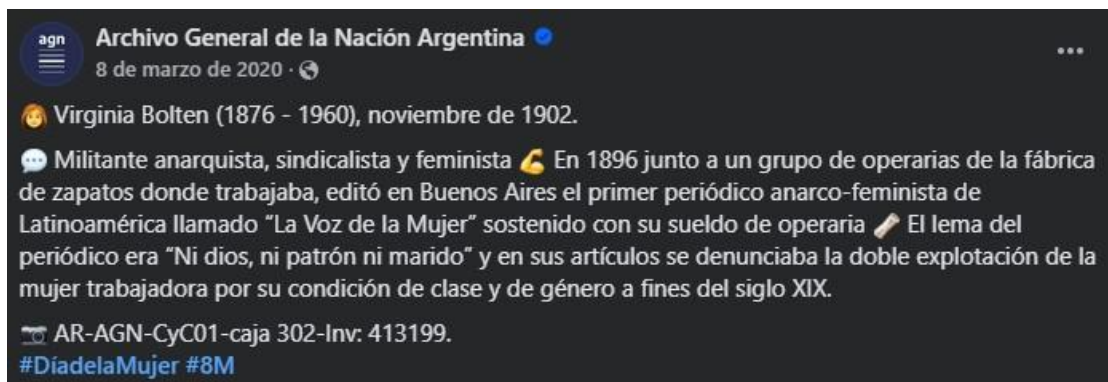 agn
Archivo General de la Nación Argentina
8 de marzo de 2020 ·
👩 Virginia Bolten (1876 - 1960), noviembre de 1902.
💬 Militante anarquista, sindicalista y feminista 💪 En 1896 junto a un grupo de operarias de la fábrica
de zapatos donde trabajaba, editó en Buenos Aires el primer periódico anarco-feminista de
Latinoamérica llamado “La Voz de la Mujer” sostenido con su sueldo de operaria 🗞️ El lema del
periódico era “Ni dios, ni patrón ni marido” y en sus artículos se denunciaba la doble explotación de la
mujer trabajadora por su condición de clase y de género a fines del siglo XIX.
📷 AR-AGN-CyC01-caja 302-Inv: 413199.
#DíadelaMujer #8M